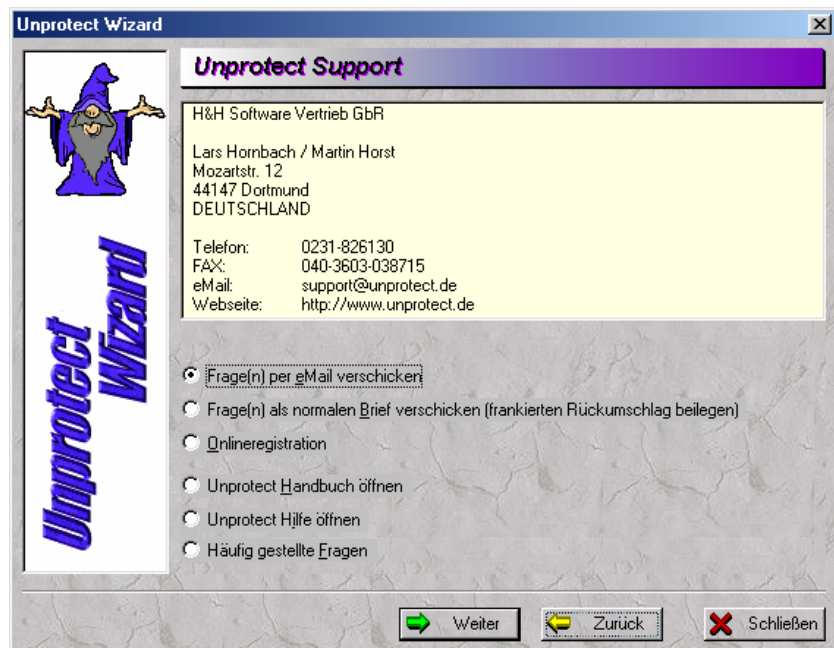 Unprotect Wizard
Unprotect Support
H&H Software Vertrieb GbR
Lars Hornbach / Martin Horst
Mozartstr. 12
44147 Dortmund
DEUTSCHLAND
Telefon: 0231-826130
FAX: 040-3603-038715
eMail: support@unprotect.de
Webseite: http://www.unprotect.de
Unprotect
Wizard
Frage(n) per eMail verschicken
Frage(n) als normalen Brief verschicken (frankierten Rückumschlag beilegen)
Onlineregistration
Unprotect Handbuch öffnen
Unprotect Hilfe öffnen
Häufig gestellte Fragen
Weiter
Zurück
Schließen